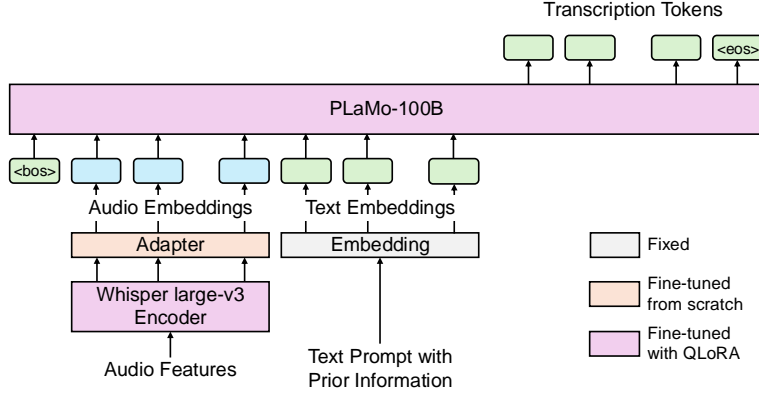 Transcription Tokens
<eos>
PLaMo-100B
<bos>
Audio Embeddings
Text Embeddings
Adapter
Embedding
Whisper large-v3
Encoder
Audio Features
Text Prompt with
Prior Information
Fixed
Fine-tuned
from scratch
Fine-tuned
with QLoRA